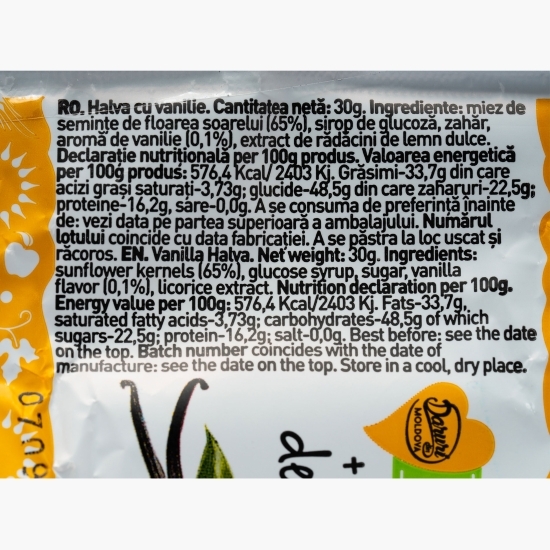 RO. Halva cu vanilie. Cantitatea netă: 30g. Ingrediente: miez de
semințe de floarea soarelui (65%), sirop de glucoză, zahăr,
aromă de vanilie (0,1%), extract de rădăcini de lemn dulce.
Declarație nutrițională per 100g produs. Valoarea energetică
per 100g produs: 576,4 Kcal/ 2403 Kj. Grăsimi-33,7g din care
acizi grași saturați-3,73g; glucide-48,5g din care zaharuri-22,5g;
proteine-16,2g, sare-0,0g. A se consuma de preferință înainte
de: vezi data pe partea superioară a ambalajului. Numărul
lotului coincide cu data fabricației. A se păstra la loc uscat și
răcoros. EN. Vanilla Halva. Net weight: 30g. Ingredients:
sunflower kernels (65%), glucose syrup, sugar, vanilla
flavor (0,1%), licorice extract. Nutrition declaration per 100g.
Energy value per 100g: 576,4 Kcal/2403 Kj. Fats-33,7g,
saturated fatty acids-3,73g; carbohydrates-48,5g of which
sugars-22,5g; protein-16,2g; salt-0,0g. Best before: see the date
on the top. Batch number coincides with the date of
manufacture: see the date on the top. Store in a cool, dry place.
Daruri
MOLDOVA
+
de